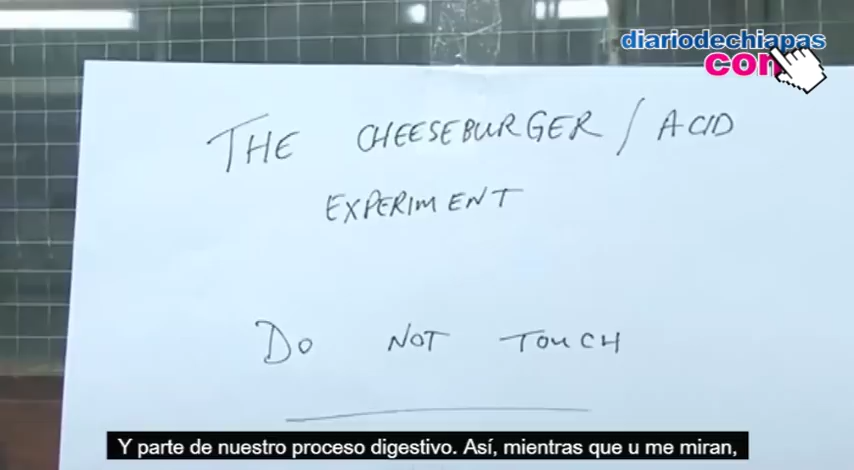 diariodechiapas
com
THE CHEESEBURGER / ACID
EXPERIMENT
DO NOT TOUCH
Y parte de nuestro proceso digestivo. Así, mientras que u me miran,